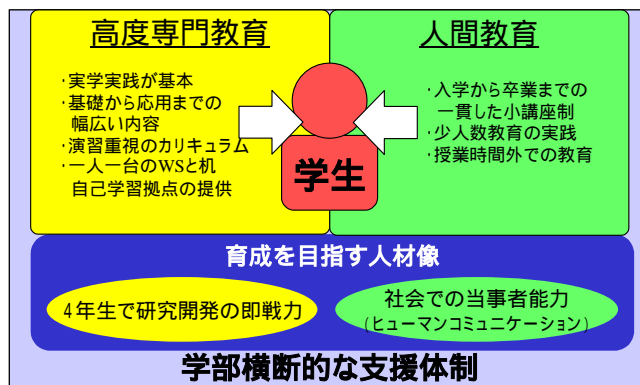 高度専門教育
・実学実践が基本
・基礎から応用までの
幅広い内容
・演習重視のカリキュラム
・一人一台のWSと机
自己学習拠点の提供
人間教育
・入学から卒業までの
一貫した小講座制
・少人数教育の実践
・授業時間外での教育
学生
育成を目指す人材像
4年生で研究開発の即戦力
社会での当事者能力
(ヒューマンコミュニケーション)
学部横断的な支援体制